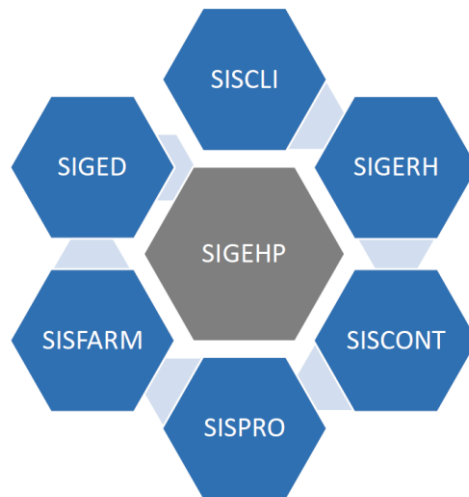 SISCLI
SIGED
SIGERH
SIGEHP
SISFARM
SISCONT
SISPRO